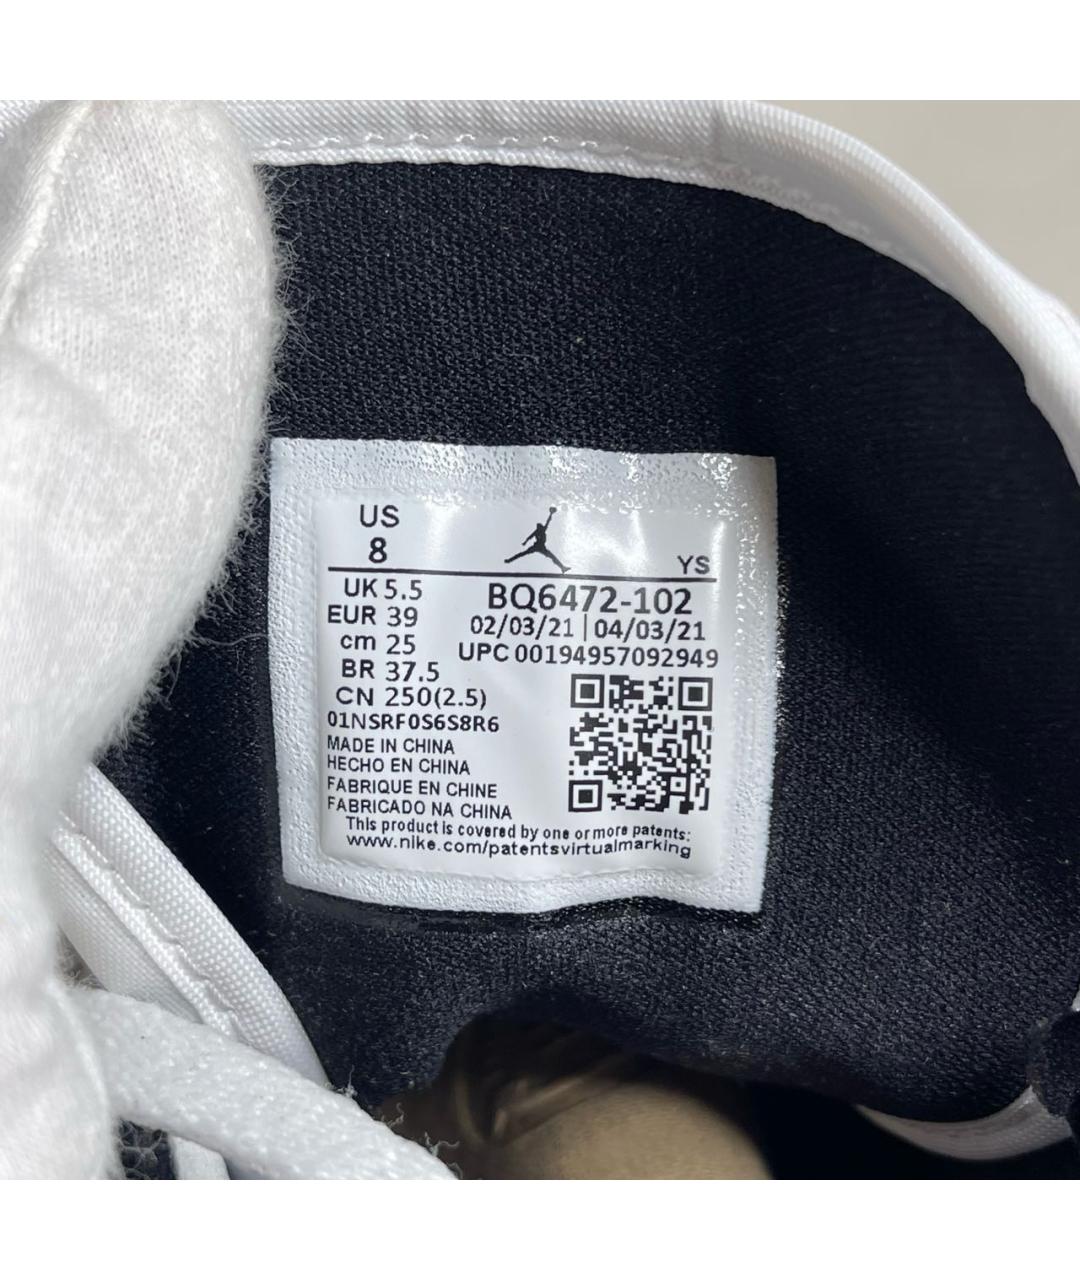 US
8
YS
UK 5.5
EUR 39
cm 25
BR 37.5
CN 250(2.5)
BQ6472-102
02/03/21 | 04/03/21
UPC 00194957092949
01NSRF0S6S8R6
MADE IN CHINA
HECHO EN CHINA
FABRIQUE EN CHINE
FABRICADO NA CHINA
This product is covered by one or more patents:
www.nike.com/patentsvirtualmarking